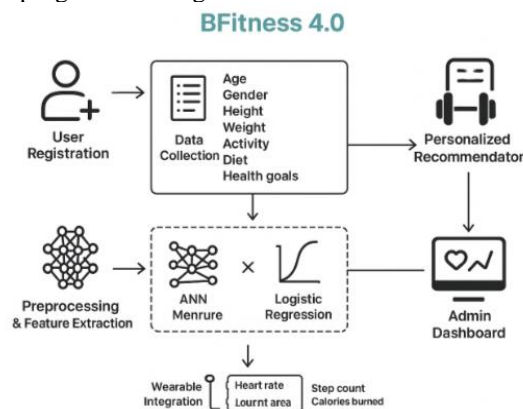 BFitness 4.0
User
Registration
Data
Collection
Age
Gender
Height
Weight
Activity
Diet
Health goals
Personalized
Recommendator
Preprocessing
& Feature Extraction
ANN
Menrure
×
Logistic
Regression
Admin
Dashboard
Wearable
Integration
Heart rate
Lournt area
Step count
Calories burned